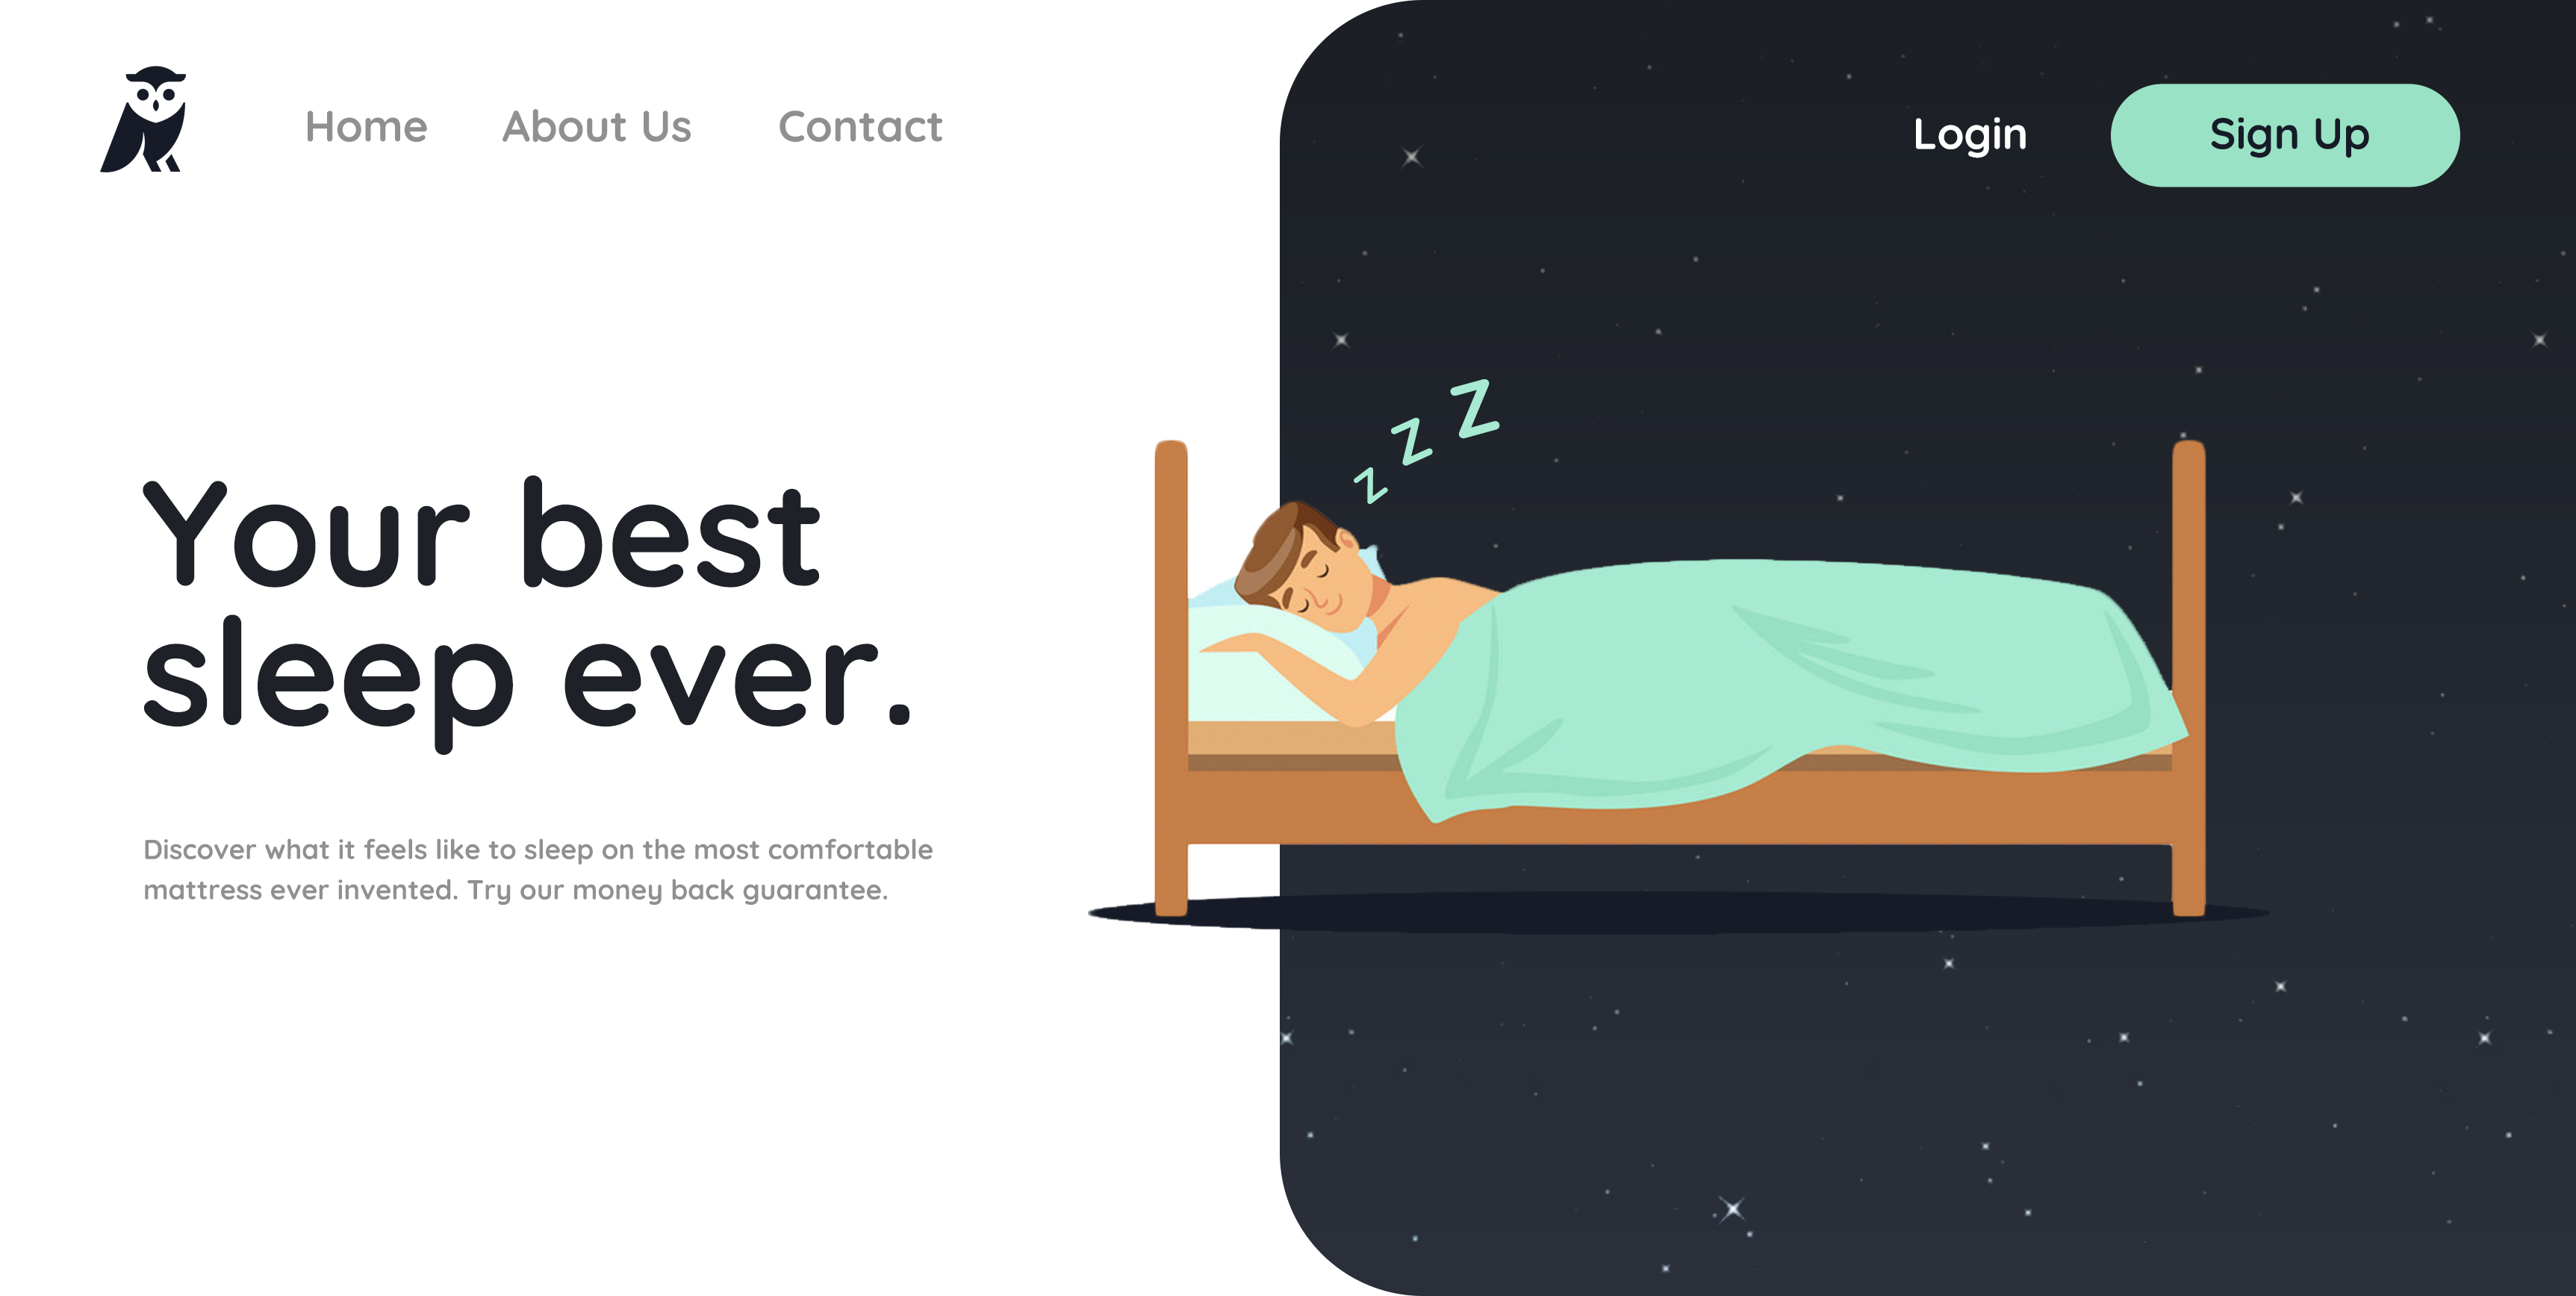 Home About Us Contact
Login Sign Up
z z Z
Your best
sleep ever.
Discover what it feels like to sleep on the most comfortable
mattress ever invented. Try our money back guarantee.